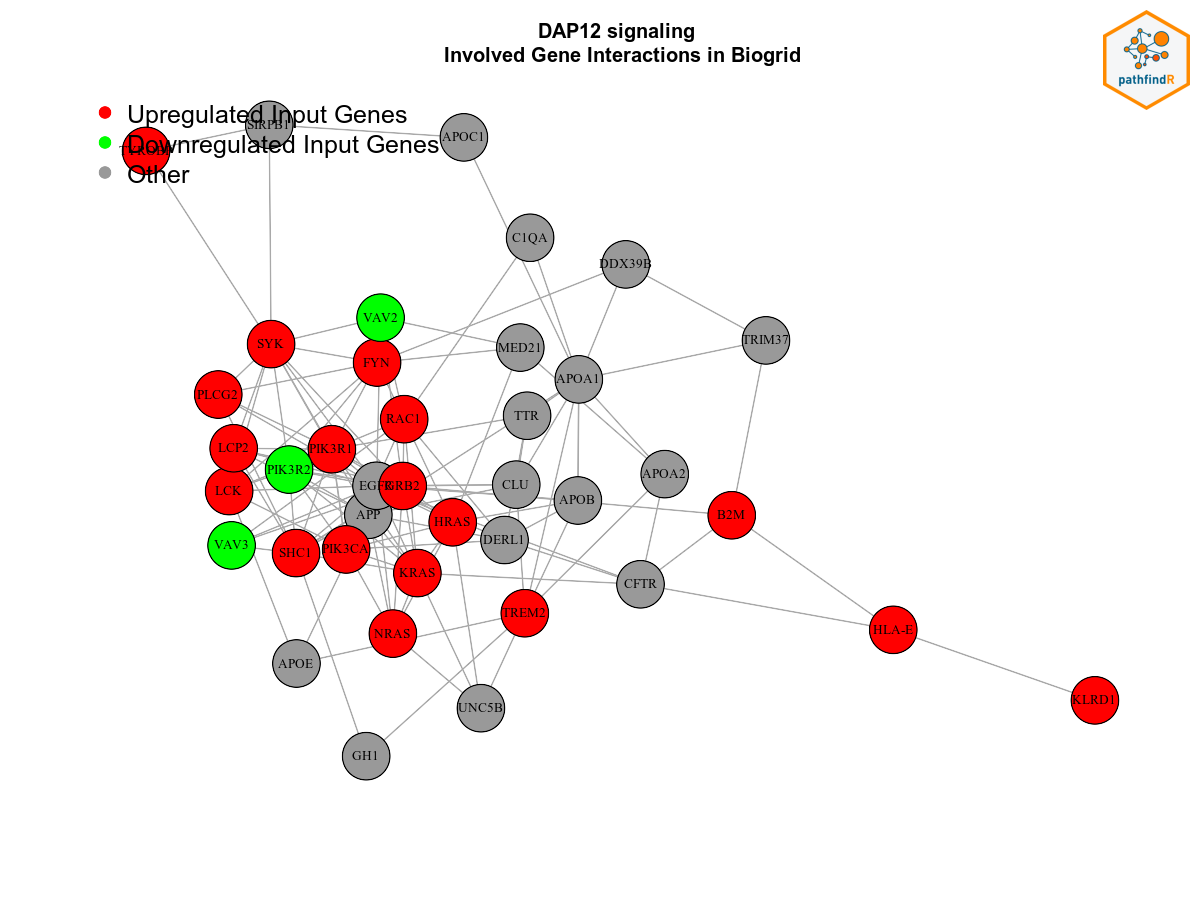 DAP12 signaling
Involved Gene Interactions in Biogrid
pathfindR
Upregulated Input Genes
Downregulated Input Genes
Other
SIRPB1
TYROBP
APOC1
C1QA
DDX39B
VAV2
SYK
MED21
TRIM37
FYN
APOA1
PLCG2
TTR
RAC1
LCP2
PIK3R1
PIK3R2
APOA2
LCK
EGFR
GRB2
CLU
APOB
APP
B2M
HRAS
VAV3
SHC1
PIK3CA
DERL1
KRAS
CFTR
TREM2
NRAS
HLA-E
APOE
KLRD1
UNC5B
GH1